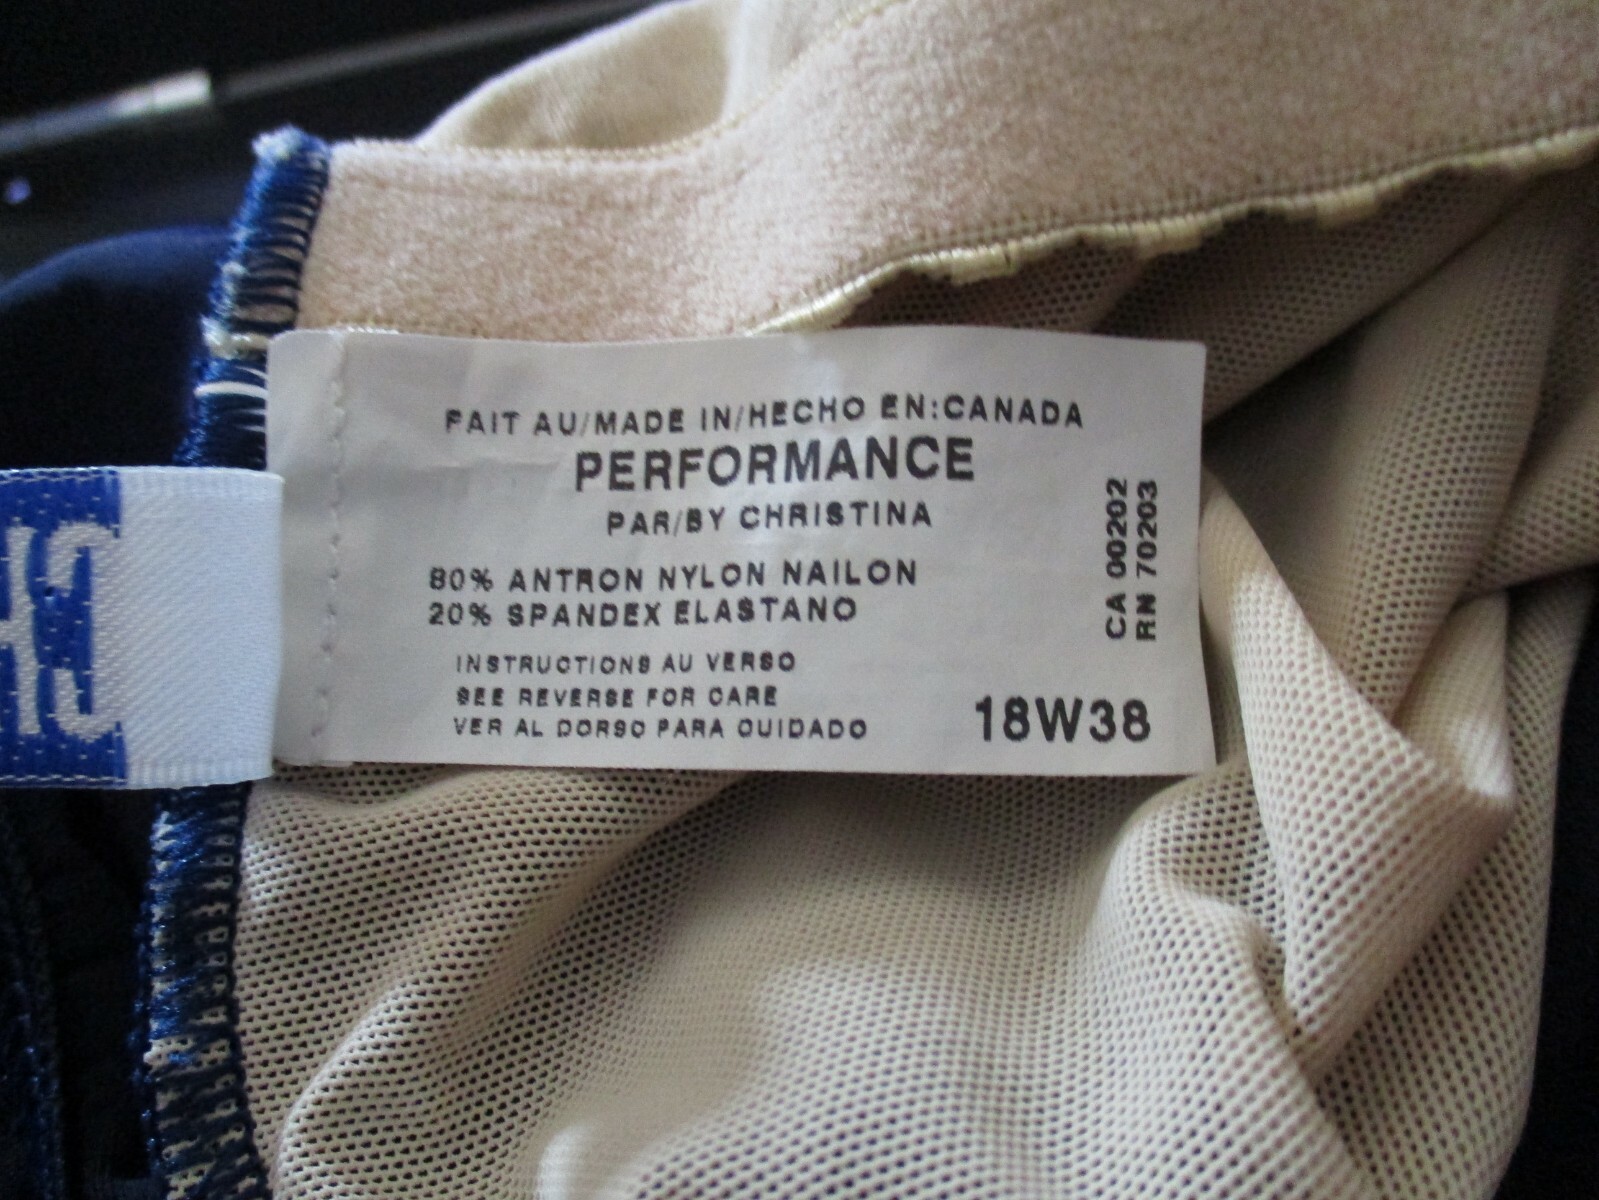 FAIT AU/MADE IN/HECHO EN:CANADA
PERFORMANCE
PAR/BY CHRISTINA
80% ANTRON NYLON NAILON
20% SPANDEX ELASTANO
INSTRUCTIONS AU VERSO
SEE REVERSE FOR CARE
VER AL DORSO PARA CUIDADO
18W38
CA 00202
RN 70203